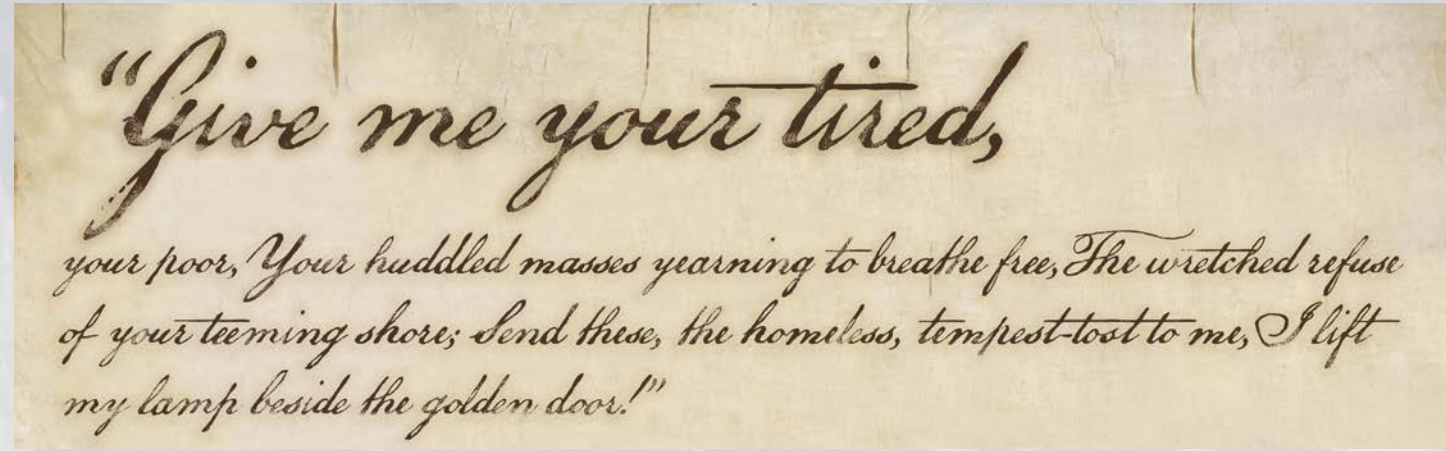 “Give me your tired,
your poor, Your huddled masses yearning to breathe free, The wretched refuse
of your teeming shore; Send these, the homeless, tempest-tost to me, I lift
my lamp beside the golden door!”